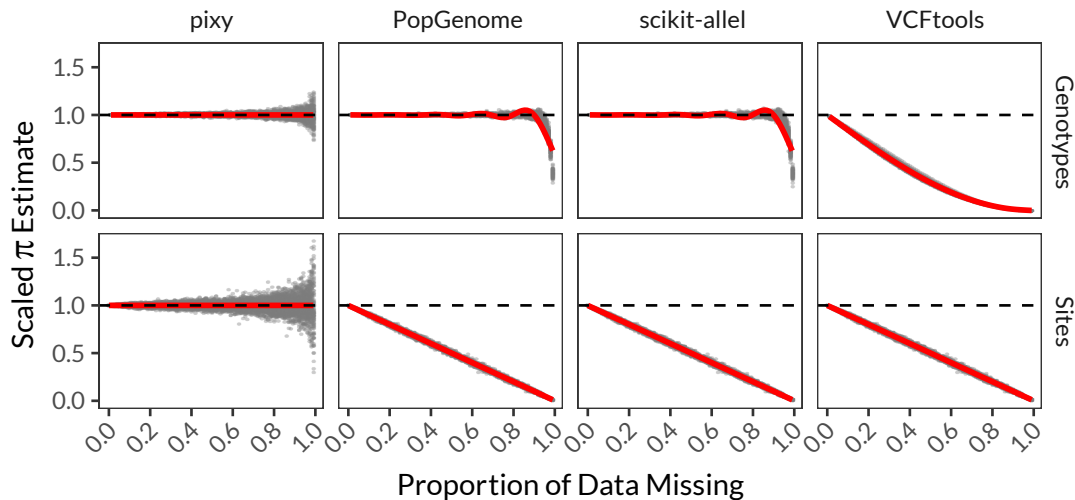 pixy PopGenome scikit-allel VCFtools
Scaled π Estimate
1.5
1.0
0.5
0.0
Genotypes
1.5
1.0
0.5
0.0
Sites
0.0 0.2 0.4 0.6 0.8 1.0 0.0 0.2 0.4 0.6 0.8 1.0 0.0 0.2 0.4 0.6 0.8 1.0 0.0 0.2 0.4 0.6 0.8 1.0
Proportion of Data Missing